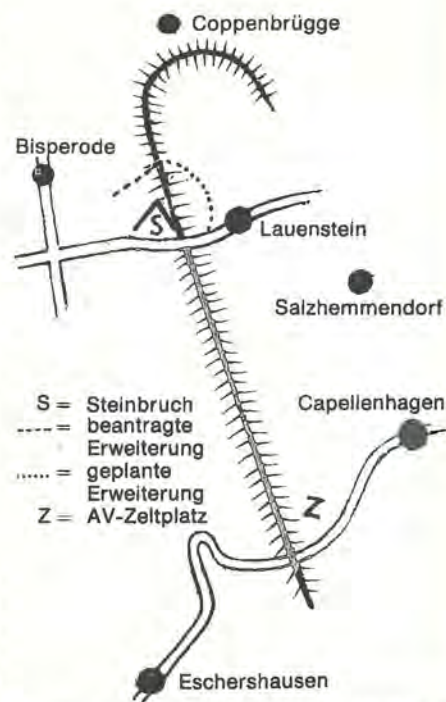 Coppenbrügge
Bisperode
S
Lauenstein
Salzhemmendorf
Capellenhagen
S = Steinbruch
---- = beantragte
Erweiterung
...... = geplante
Erweiterung
Z = AV-Zeltplatz
Z
Eschershausen